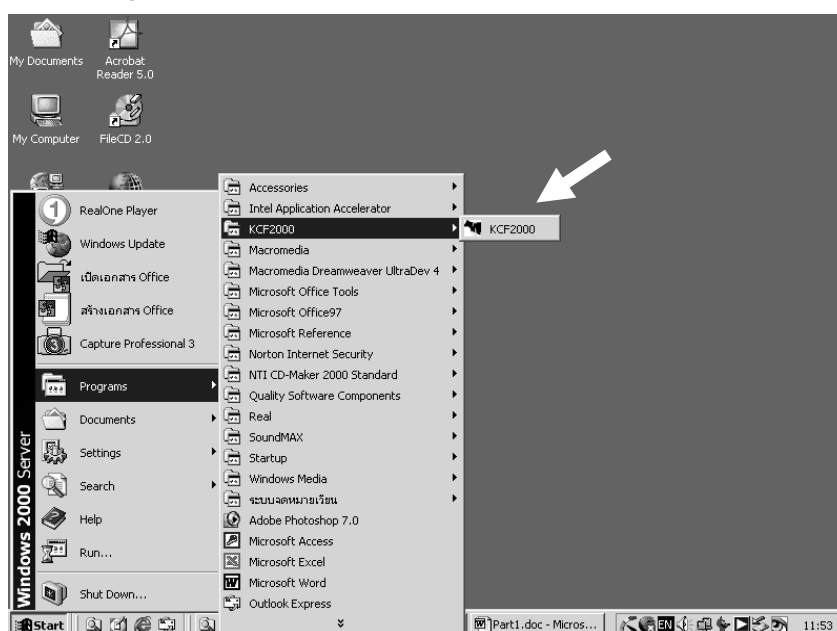 My Documents
Acrobat
Reader 5.0
My Computer
FileCD 2.0
RealOne Player
Windows Update
เปิดเอกสาร Office
สร้างเอกสาร Office
Capture Professional 3
Programs
Documents
Settings
Search
Help
Run...
Shut Down...
Windows 2000 Server
Accessories
Intel Application Accelerator
KCF2000
Macromedia
Macromedia Dreamweaver UltraDev 4
Microsoft Office Tools
Microsoft Office97
Microsoft Reference
Norton Internet Security
NTI CD-Maker 2000 Standard
Quality Software Components
Real
SoundMAX
Startup
Windows Media
ระบบจดหมายเวียน
Adobe Photoshop 7.0
Microsoft Access
Microsoft Excel
Microsoft Word
Outlook Express
KCF2000
Start
Part1.doc - Micros...
EN
11:53